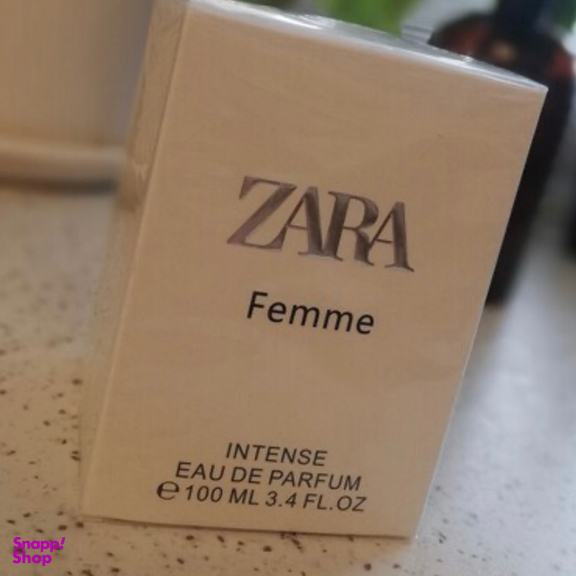 ZARA
Femme
INTENSE
EAU DE PARFUM
℮100 ML 3.4 FL.OZ
Snapp!
Shop